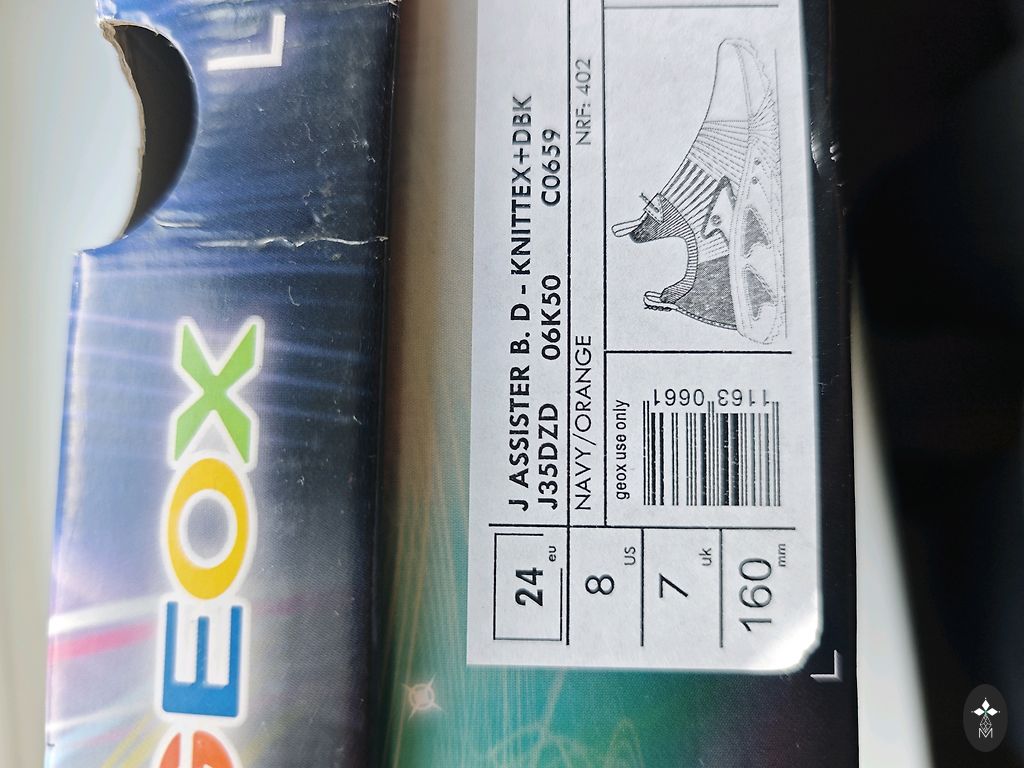 GEOX
L
J ASSISTER B. D - KNITTEX+DBK
J35DZD 06K50 C0659
NAVY/ORANGE NRF: 402
geox use only
1163 0661
24 eu
8 US
7 uk
160 mm
M